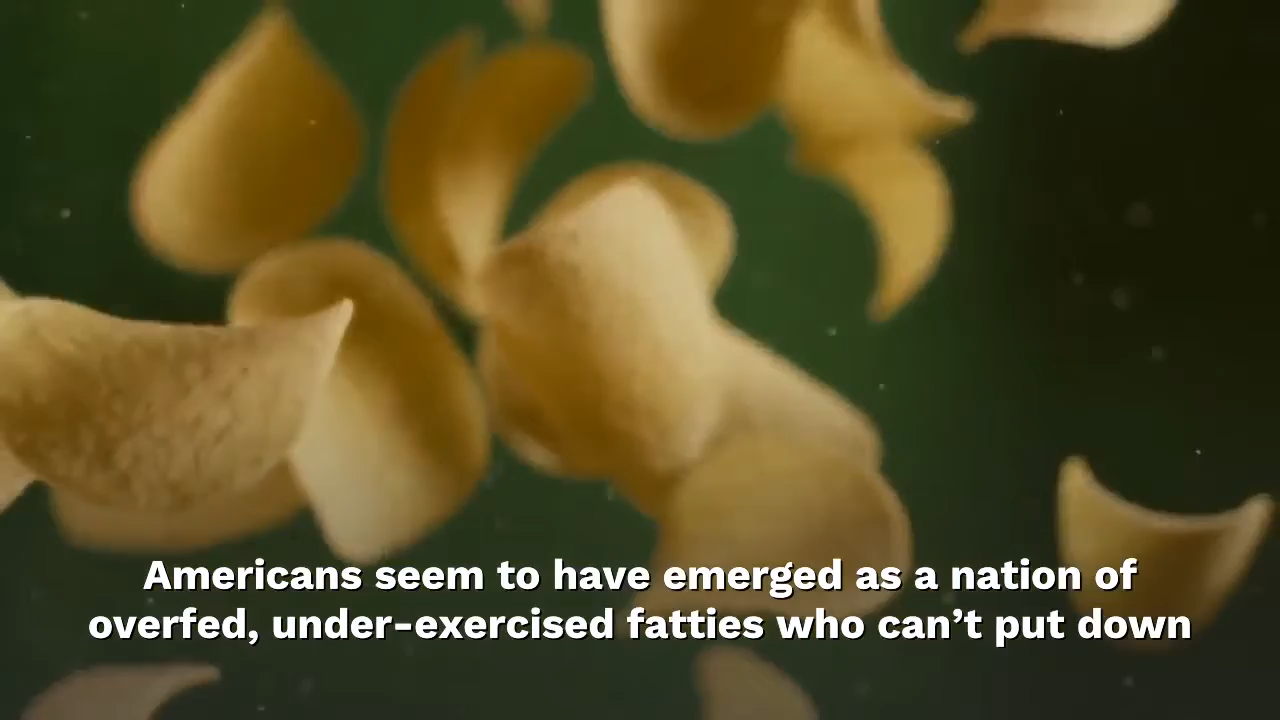 Americans seem to have emerged as a nation of
overfed, under-exercised fatties who can’t put down